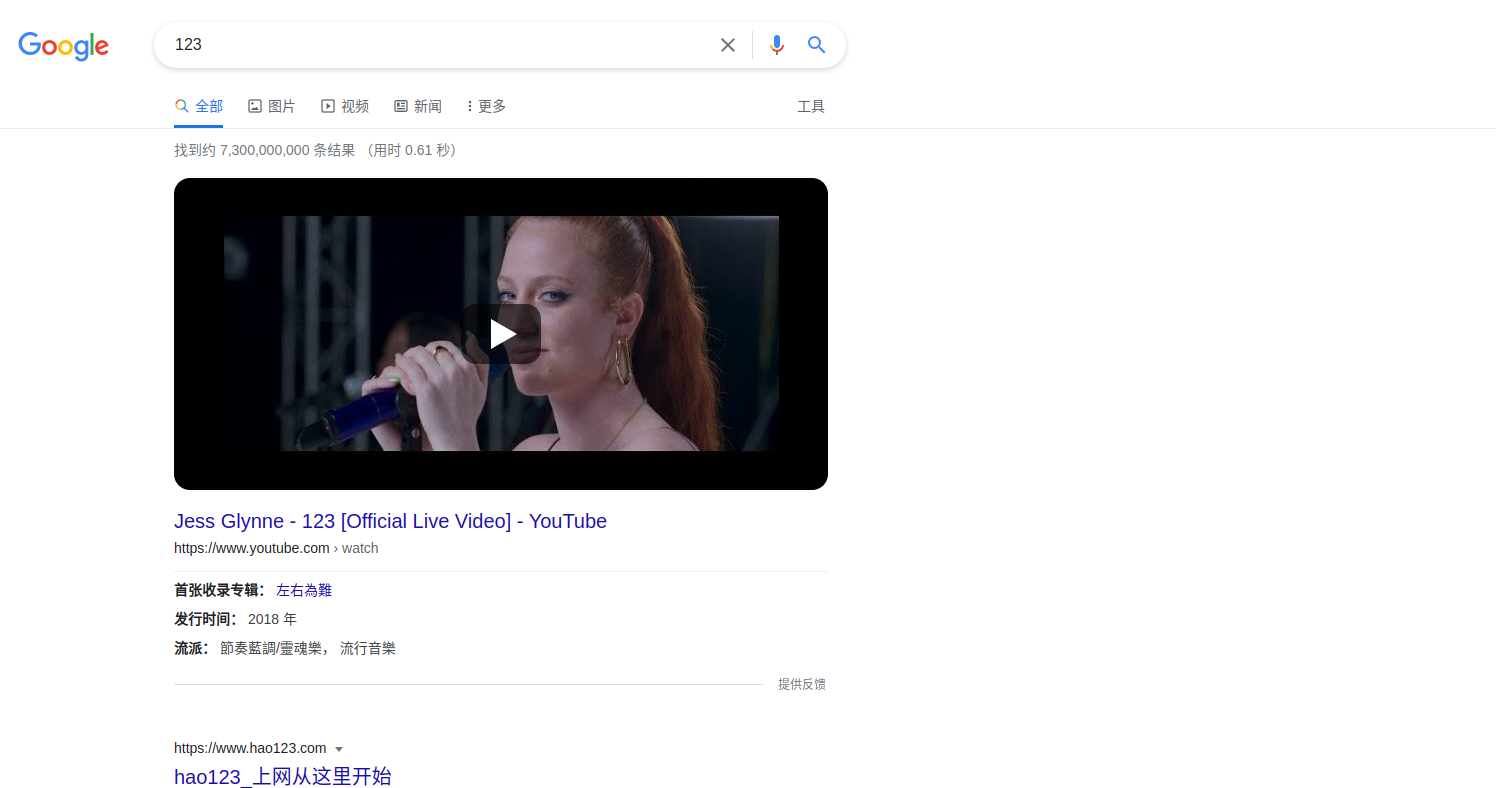 Google
123
全部
图片
视频
新闻
更多
工具
找到约 7,300,000,000 条结果 （用时 0.61 秒）
Jess Glynne - 123 [Official Live Video] - YouTube
https://www.youtube.com › watch
首张收录专辑： 左右為難
发行时间： 2018 年
流派： 節奏藍調/靈魂樂， 流行音樂
提供反馈
https://www.hao123.com
hao123_上网从这里开始